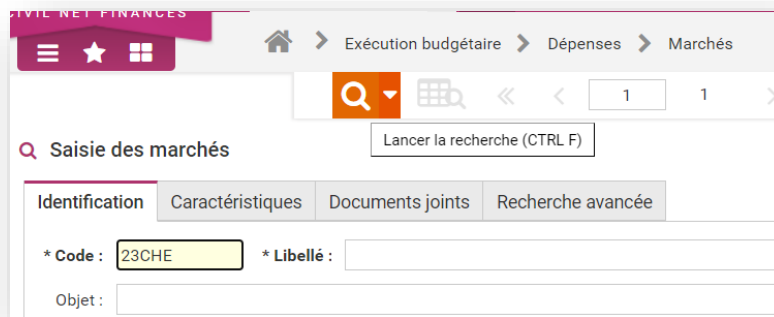 CIVIL NET FINANCES
Exécution budgétaire > Dépenses > Marchés
1 1
Lancer la recherche (CTRL F)
Saisie des marchés
Identification Caractéristiques Documents joints Recherche avancée
* Code : 23CHE * Libellé :
Objet :